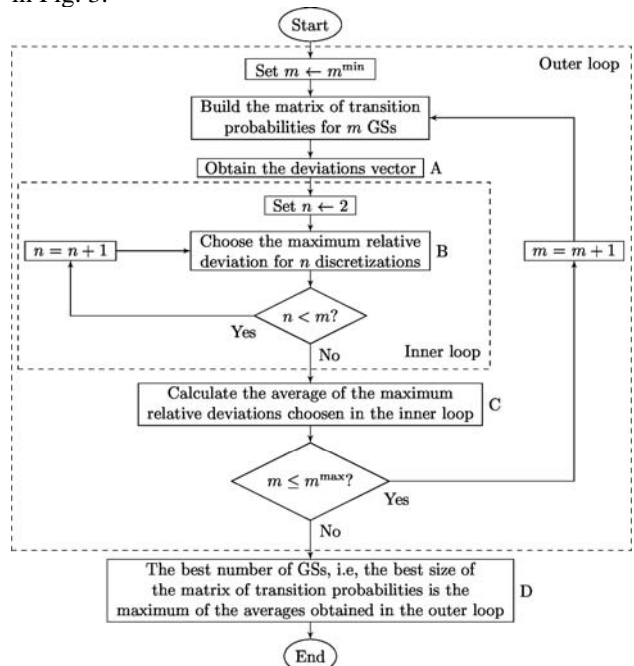 in Fig. 3.
Start
Outer loop
Set m ← m^min
Build the matrix of transition
probabilities for m GSs
Obtain the deviations vector
A
Set n ← 2
n = n + 1
Choose the maximum relative
deviation for n discretizations
B
m = m + 1
n < m?
Yes
No
Inner loop
Calculate the average of the maximum
relative deviations choosen in the inner loop
C
m ≤ m^max?
Yes
No
The best number of GSs, i.e, the best size of
the matrix of transition probabilities is the
maximum of the averages obtained in the outer loop
D
End